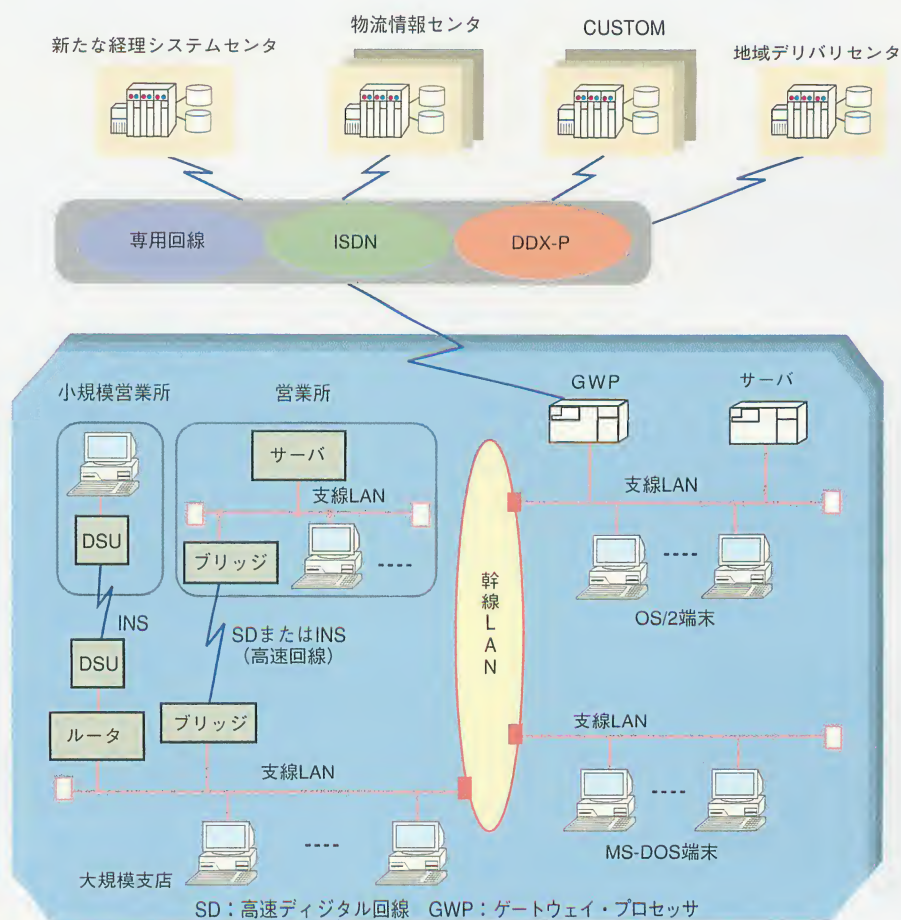 新たな経理システムセンタ
物流情報センタ
CUSTOM
地域デリバリセンタ
専用回線
ISDN
DDX-P
小規模営業所
営業所
GWP
サーバ
サーバ
支線LAN
支線LAN
DSU
ブリッジ
幹線LAN
OS/2端末
INS
SDまたはINS
(高速回線)
DSU
ルータ
ブリッジ
支線LAN
支線LAN
大規模支店
MS-DOS端末
SD:高速ディジタル回線 GWP:ゲートウェイ・プロセッサ